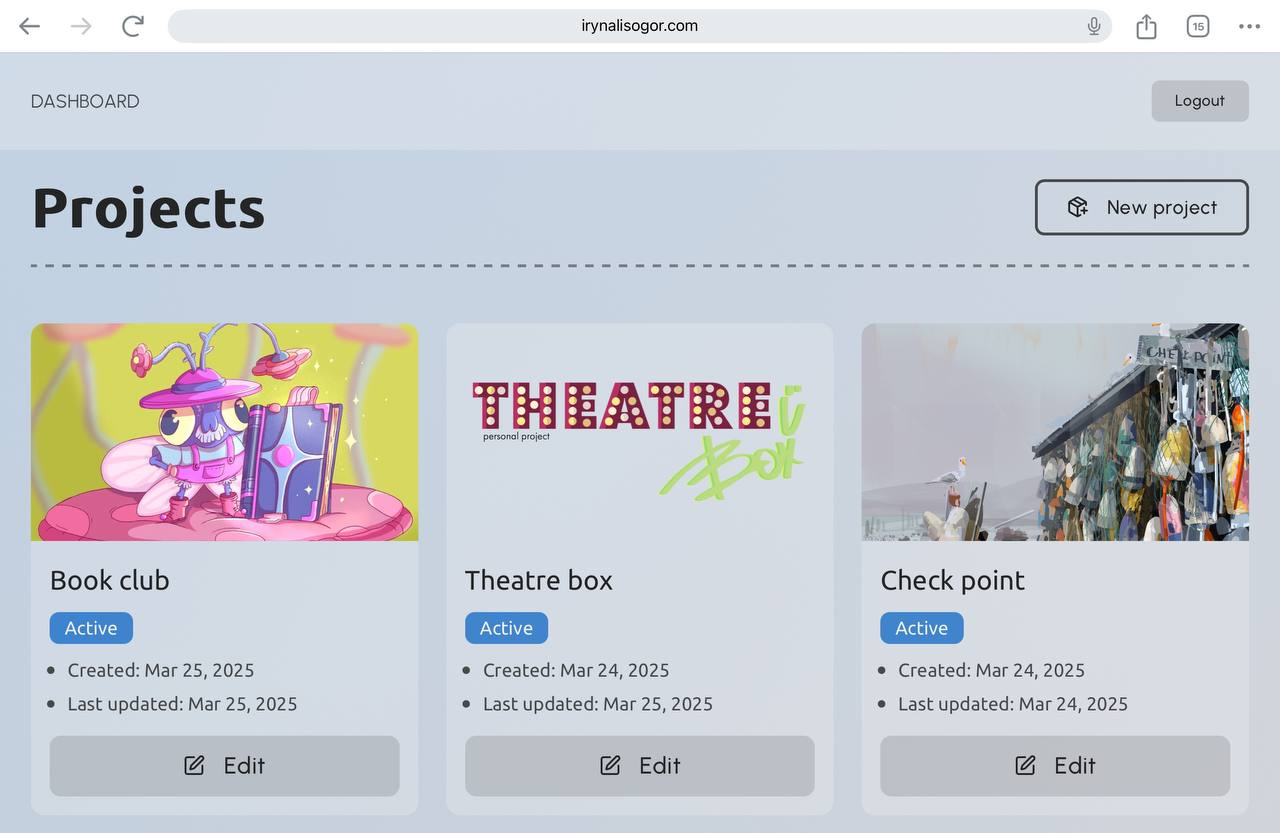 irynalisogor.com
15
DASHBOARD
Logout
Projects
New project
THEATRE
personal project
Box
CHECK POINT
Book club
Theatre box
Check point
Active
Active
Active
Created: Mar 25, 2025
Created: Mar 24, 2025
Created: Mar 24, 2025
Last updated: Mar 25, 2025
Last updated: Mar 25, 2025
Last updated: Mar 24, 2025
Edit
Edit
Edit